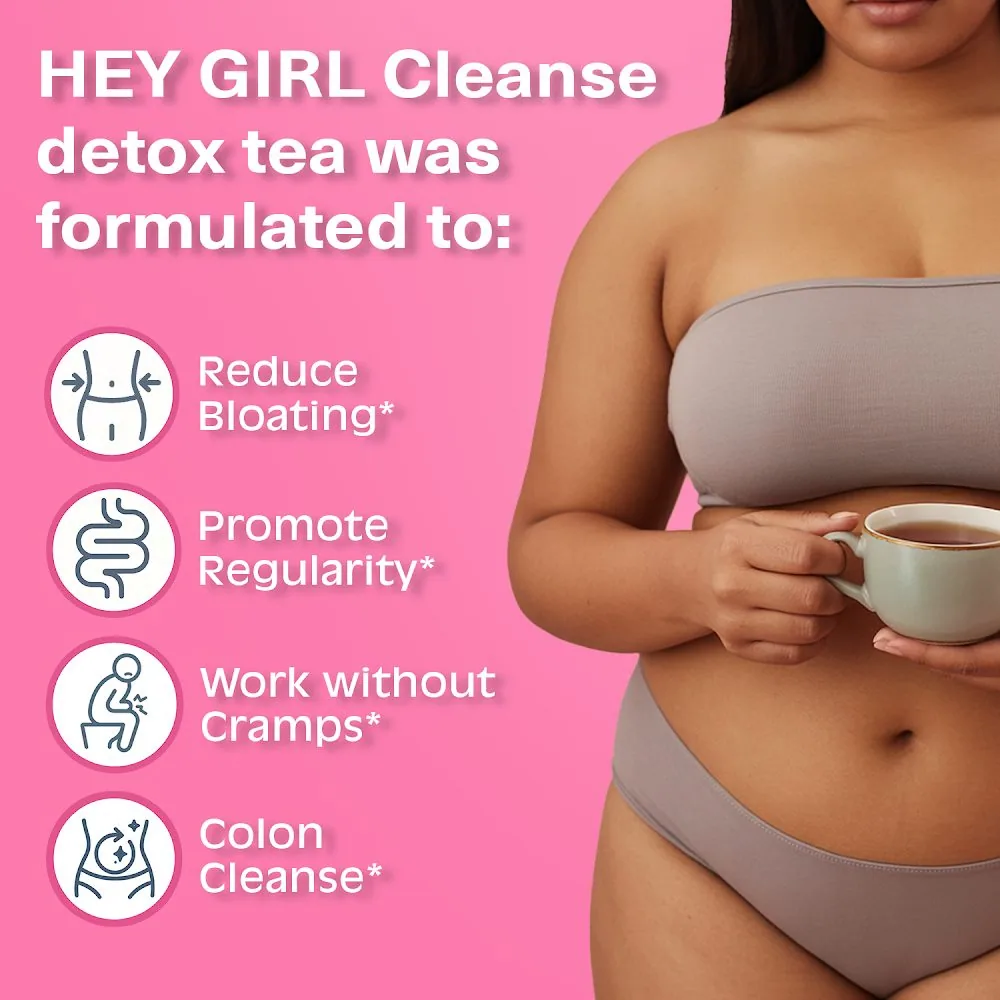 HEY GIRL Cleanse
detox tea was
formulated to:
Reduce
Bloating*
Promote
Regularity*
Work without
Cramps*
Colon
Cleanse*